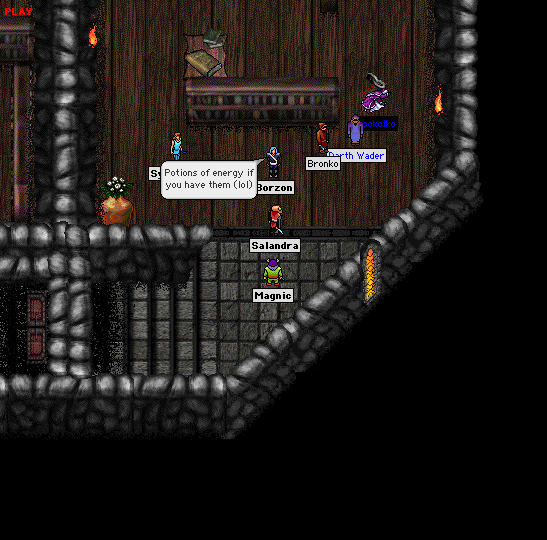 PLAY
Potions of energy if
you have them (lol)
Borzon
Bronko
Darth Wader
Salandra
Magnic